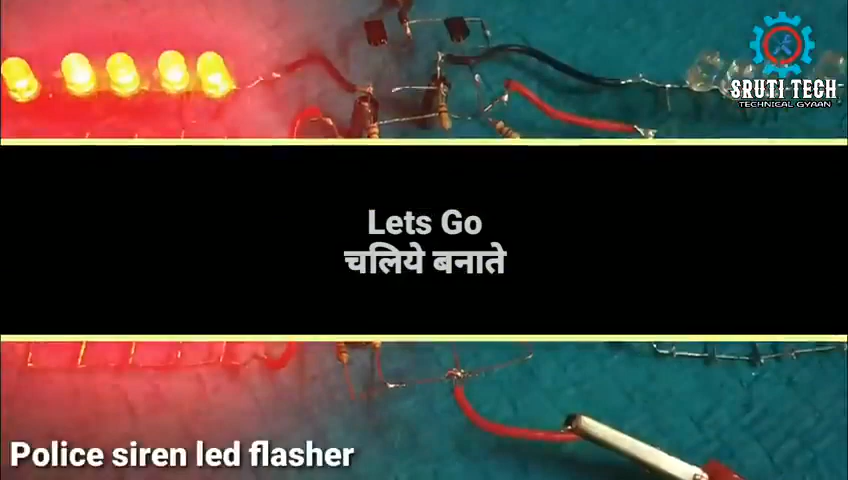 SRUTI TECH
TECHNICAL GYAAN
Lets Go
चलिये बनाते
Police siren led flasher